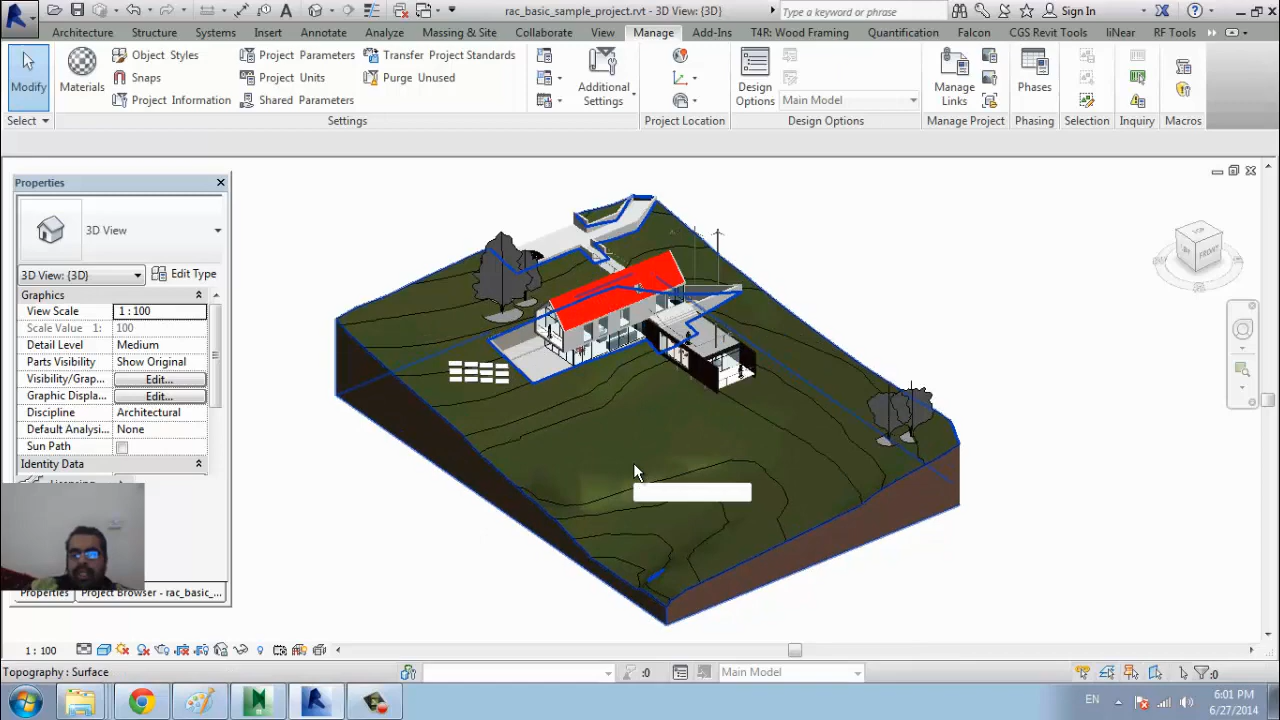 rac_basic_sample_project.rvt - 3D View: {3D}
Type a keyword or phrase
Sign In
Architecture Structure Systems Insert Annotate Analyze Massing & Site Collaborate View Manage Add-Ins T4R: Wood Framing Quantification Falcon CGS Revit Tools liNear RF Tools
Modify
Materials
Object Styles
Snaps
Project Information
Project Parameters
Project Units
Shared Parameters
Transfer Project Standards
Purge Unused
Additional
Settings
Design
Options
Main Model
Manage
Links
Phases
Select
Settings
Project Location
Design Options
Manage Project
Phasing
Selection
Inquiry
Macros
Properties
3D View
3D View: {3D}
Edit Type
Graphics
View Scale 1 : 100
Scale Value 1: 100
Detail Level Medium
Parts Visibility Show Original
Visibility/Grap... Edit...
Graphic Displa... Edit...
Discipline Architectural
Default Analysi... None
Sun Path
Identity Data
Properties
Project Browser - rac_basic_...
FRONT
1 : 100
Topography : Surface
:0
Main Model
:0
EN
6:01 PM
6/27/2014